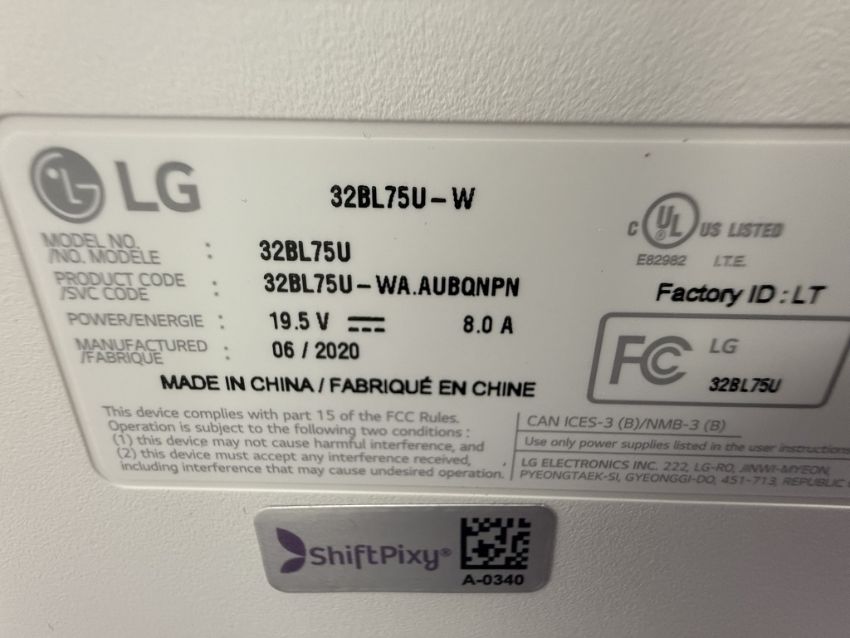 LG
32BL75U-W
MODEL NO.
/NO. MODÈLE : 32BL75U
PRODUCT CODE
/SVC CODE : 32BL75U-WA.AUBQNPN
POWER/ENERGIE : 19.5 V 8.0 A
MANUFACTURED
/FABRIQUÉ : 06 / 2020
MADE IN CHINA / FABRIQUÉ EN CHINE
This device complies with part 15 of the FCC Rules.
Operation is subject to the following two conditions :
(1) this device may not cause harmful interference, and
(2) this device must accept any interference received,
including interference that may cause undesired operation.
C UL US LISTED
E82982 I.T.E.
Factory ID : LT
FC LG
32BL75U
CAN ICES-3 (B)/NMB-3 (B)
Use only power supplies listed in the user instructions
LG ELECTRONICS INC. 222, LG-RO, JINWI-MYEON,
PYEONGTAEK-SI, GYEONGGI-DO, 451-713, REPUBLIC
ShiftPixy®
A-0340